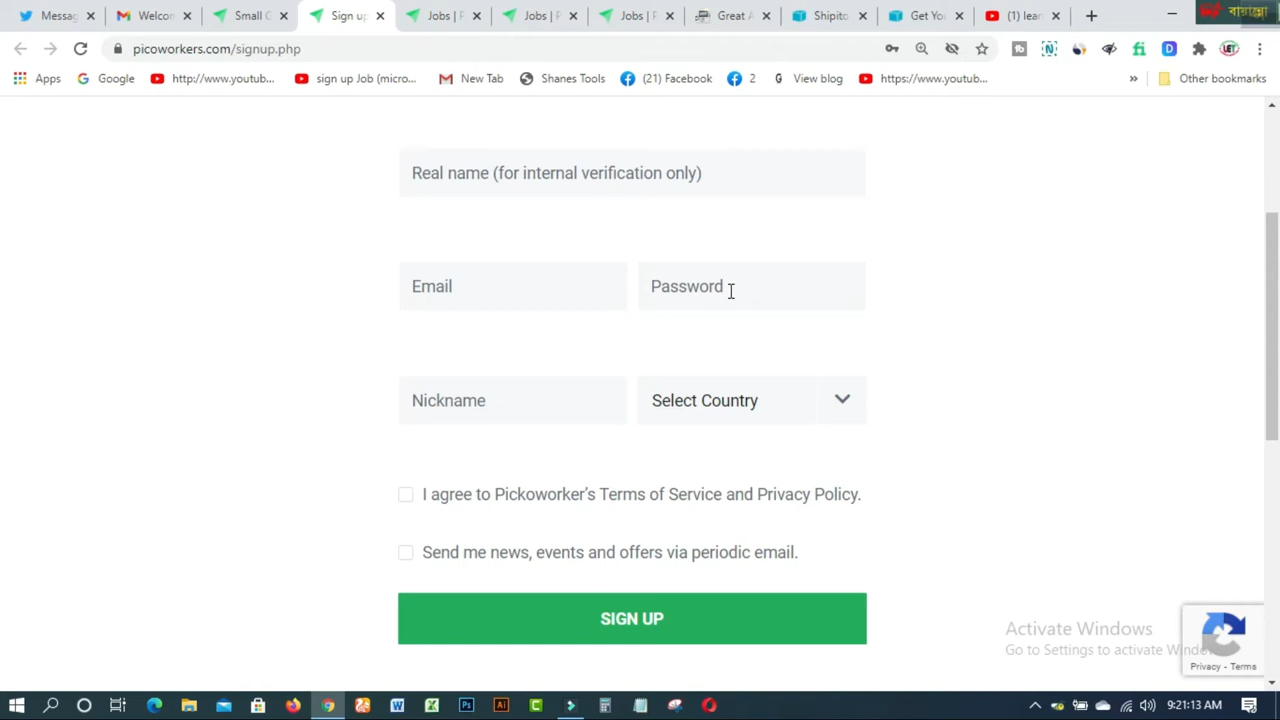 Messag
Welcon
Small G
Sign up
Jobs | P
Jobs | P
Jobs | P
Great A
Shipito
Get Yo
(1) lear
বায়ান্নো
picoworkers.com/signup.php
Apps
Google
http://www.youtub...
sign up Job (micro...
New Tab
Shanes Tools
(21) Facebook
2
View blog
https://www.youtub...
»
Other bookmarks
Real name (for internal verification only)
Email
Password
Nickname
Select Country
I agree to Pickoworker's Terms of Service and Privacy Policy.
Send me news, events and offers via periodic email.
SIGN UP
Activate Windows
Go to Settings to activate Windo
Privacy - Terms
9:21:13 AM